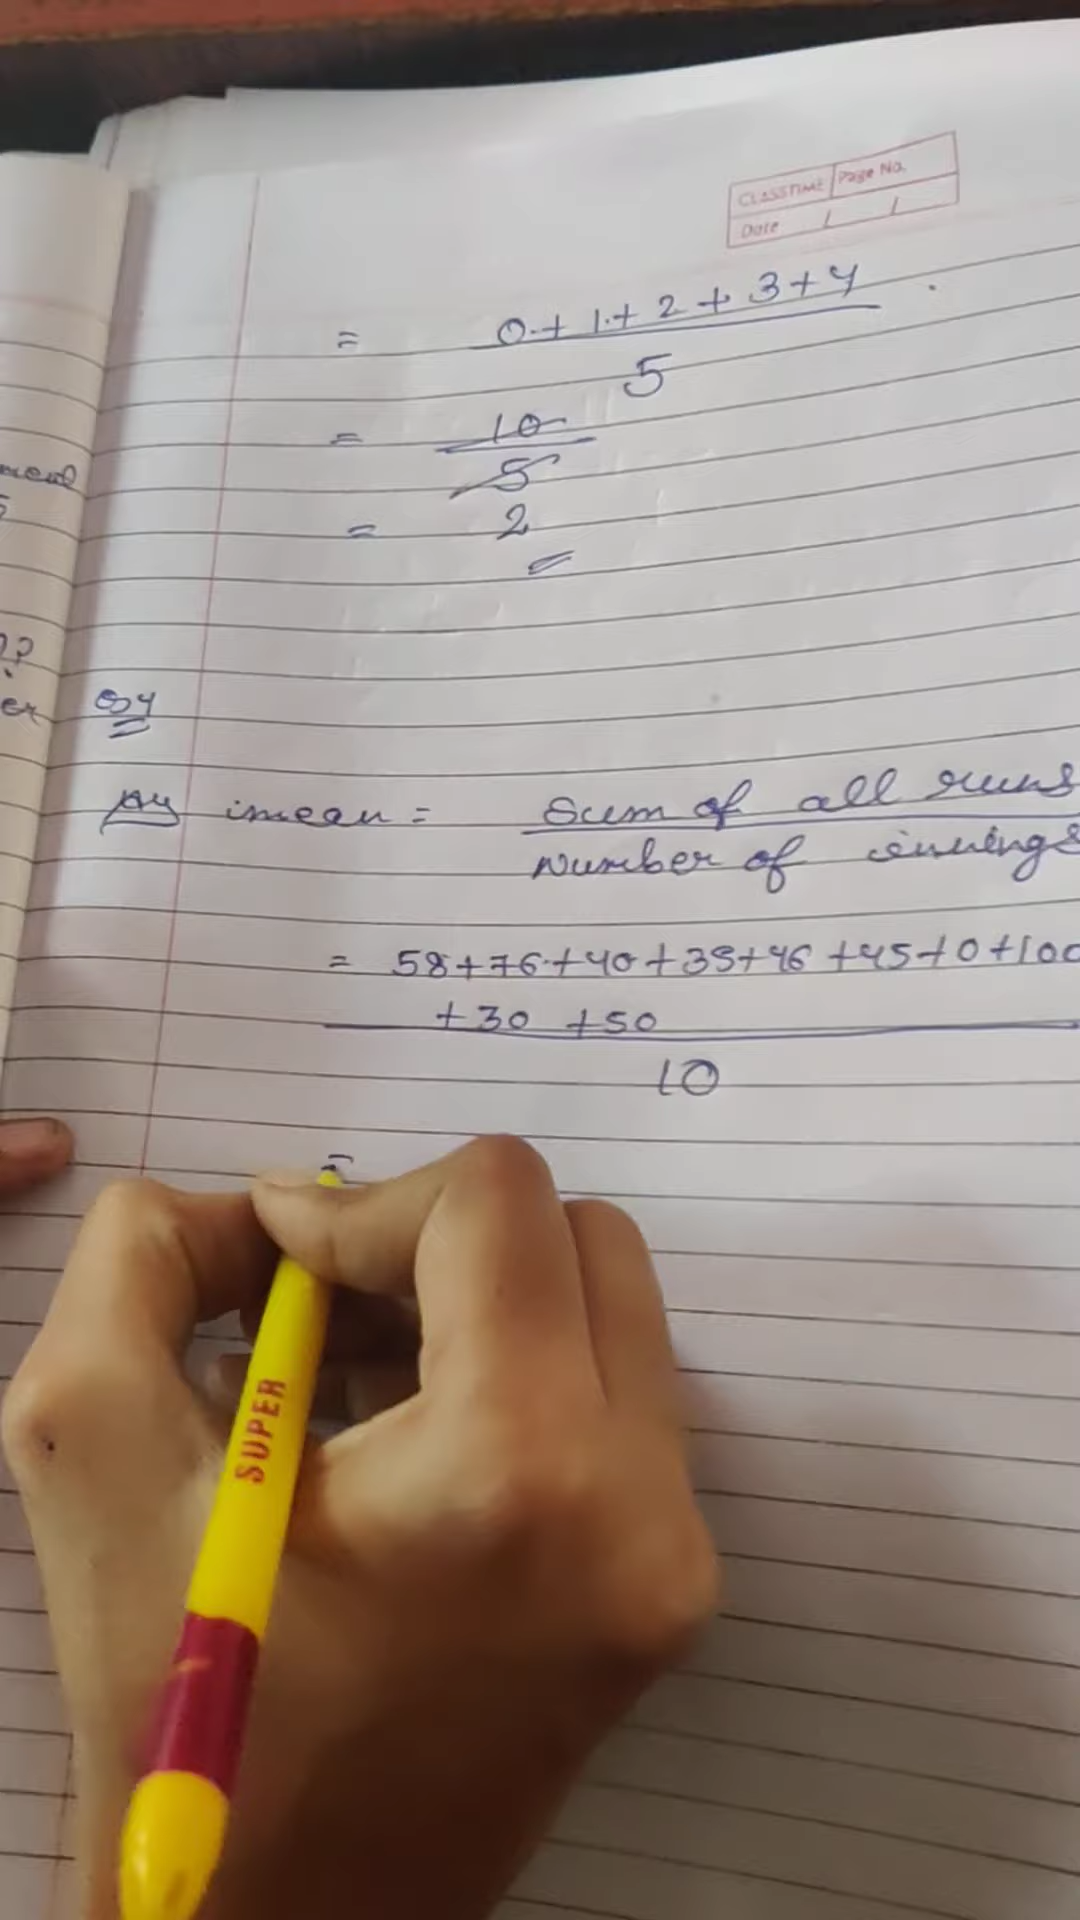 CLASSTIME Page No.
Date / /
= 0 + 1 + 2 + 3 + 4
5
= 10
5
= 2
Q4
mean = Sum of all runs
Number of innings
= 58+76+40+35+46+45+0+100
+30 +50
10
=
SUPER